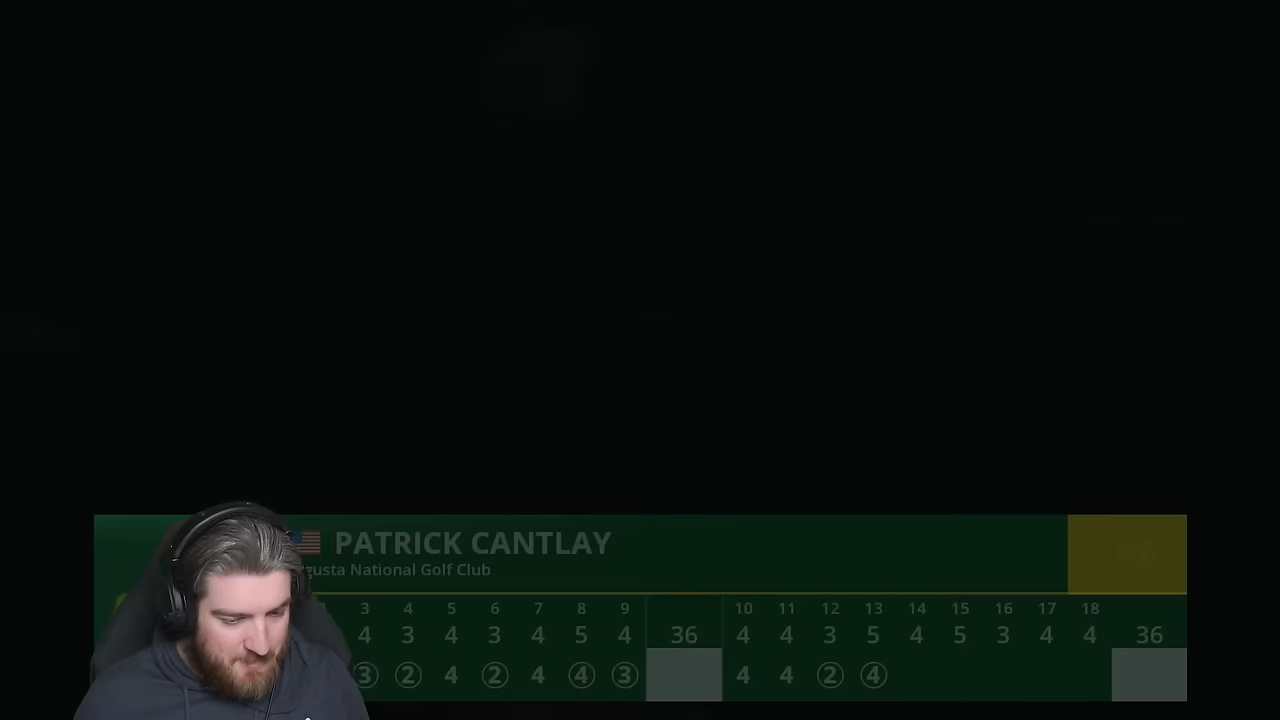 PATRICK CANTLAY
gusta National Golf Club
3 4 5 6 7 8 9 10 11 12 13 14 15 16 17 18
4 3 4 3 4 5 4 36 4 4 3 5 4 5 3 4 4 36
3 2 4 2 4 4 3 4 4 2 4